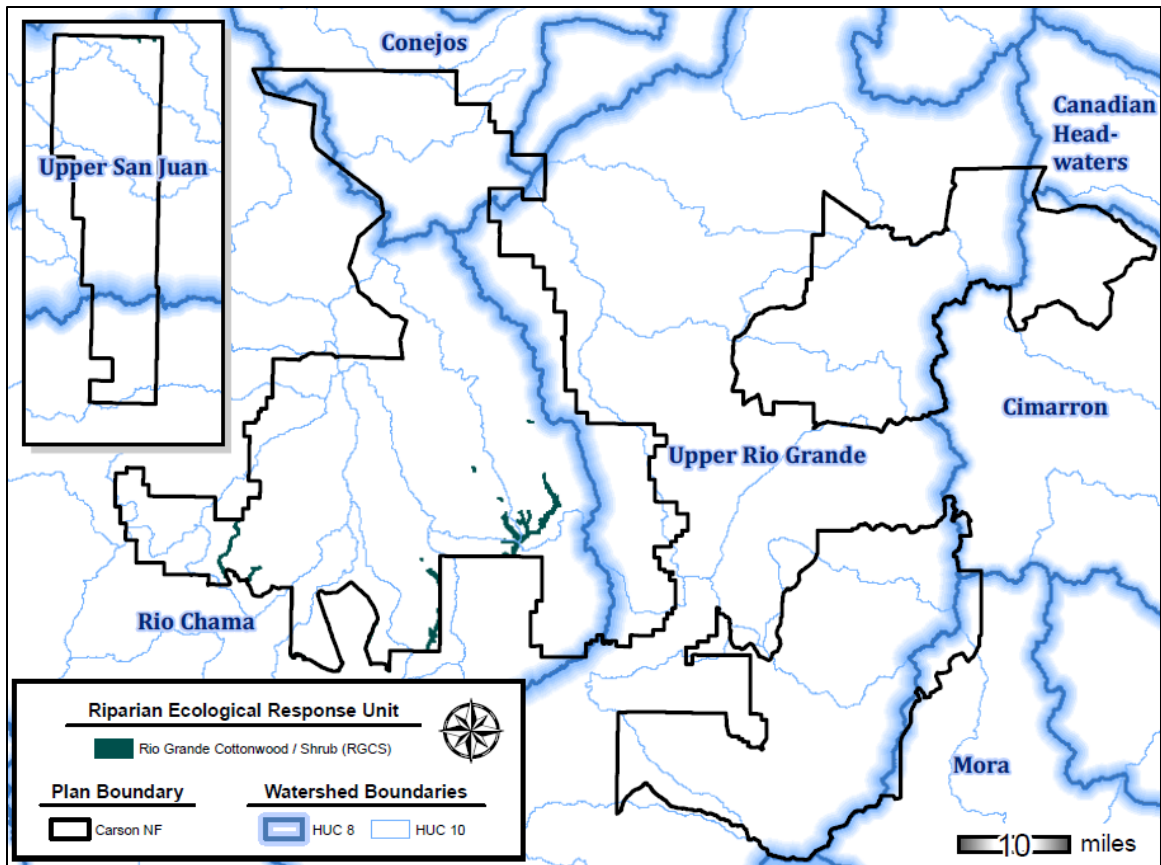 Conejos
Canadian
Head-
waters
Upper San Juan
Cimarron
Upper Rio Grande
Rio Chama
Mora
Riparian Ecological Response Unit
Rio Grande Cottonwood / Shrub (RGCS)
Plan Boundary
Watershed Boundaries
Carson NF
HUC 8
HUC 10
10 miles